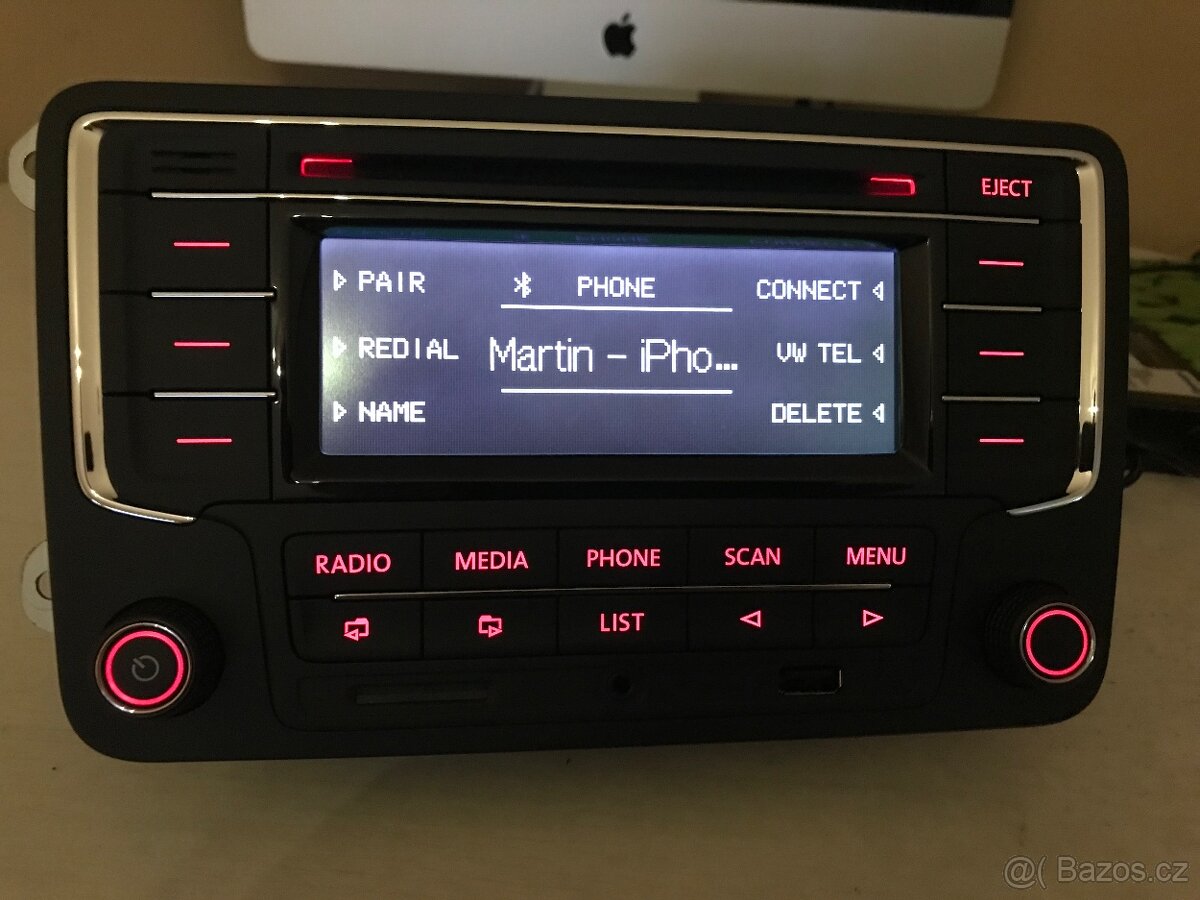 EJECT
PAIR PHONE CONNECT
REDIAL Martin - iPho... VW TEL
NAME DELETE
RADIO MEDIA PHONE SCAN MENU
LIST
@( Bazos.cz